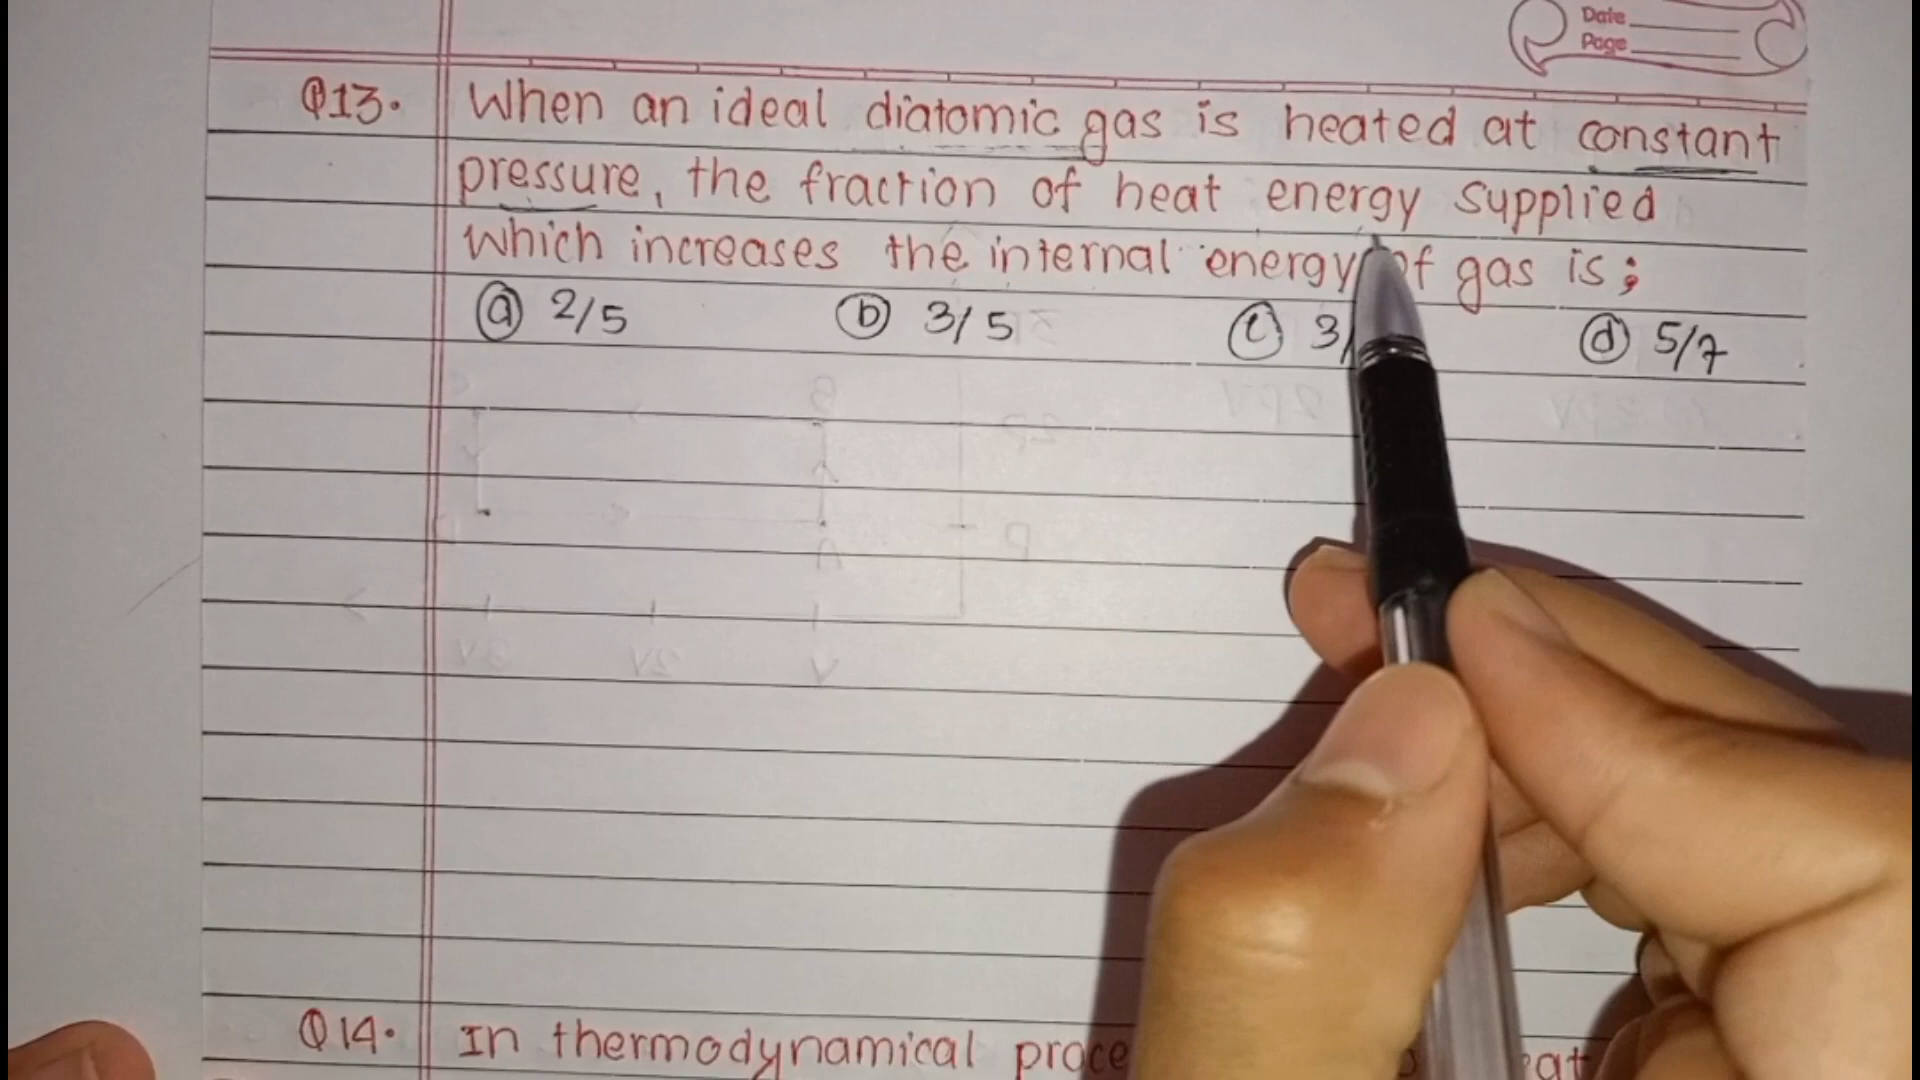 Date
Page
Q13. When an ideal diatomic gas is heated at constant
pressure, the fraction of heat energy supplied
which increases the internal energy of gas is;
(a) 2/5 (b) 3/5 (c) 3/ (d) 5/7
Q14. In thermodynamical